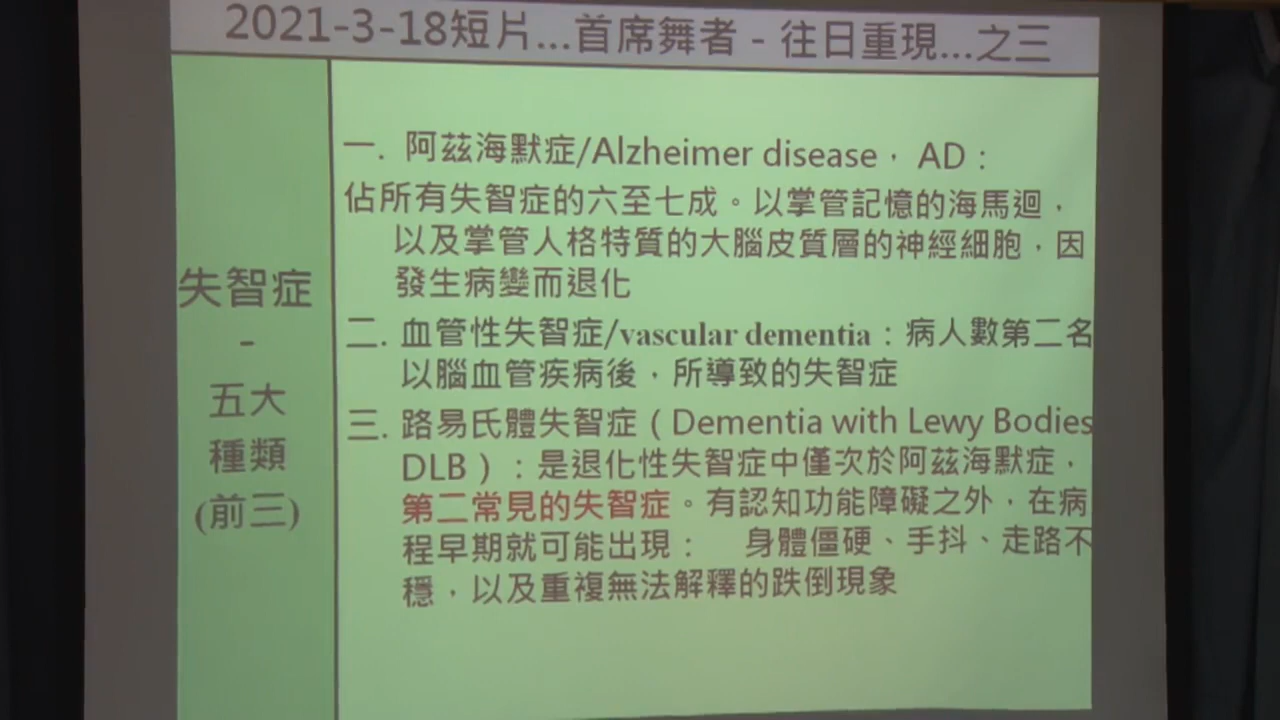 2021-3-18短片...首席舞者 - 往日重現...之三
失智症
-
五大
種類
(前三)
一. 阿茲海默症/Alzheimer disease， AD：
佔所有失智症的六至七成。以掌管記憶的海馬迴，
以及掌管人格特質的大腦皮質層的神經細胞，因
發生病變而退化
二. 血管性失智症/vascular dementia：病人數第二名
以腦血管疾病後，所導致的失智症
三. 路易氏體失智症（Dementia with Lewy Bodies
DLB）：是退化性失智症中僅次於阿茲海默症，
第二常見的失智症。有認知功能障礙之外，在病
程早期就可能出現： 身體僵硬、手抖、走路不
穩，以及重複無法解釋的跌倒現象